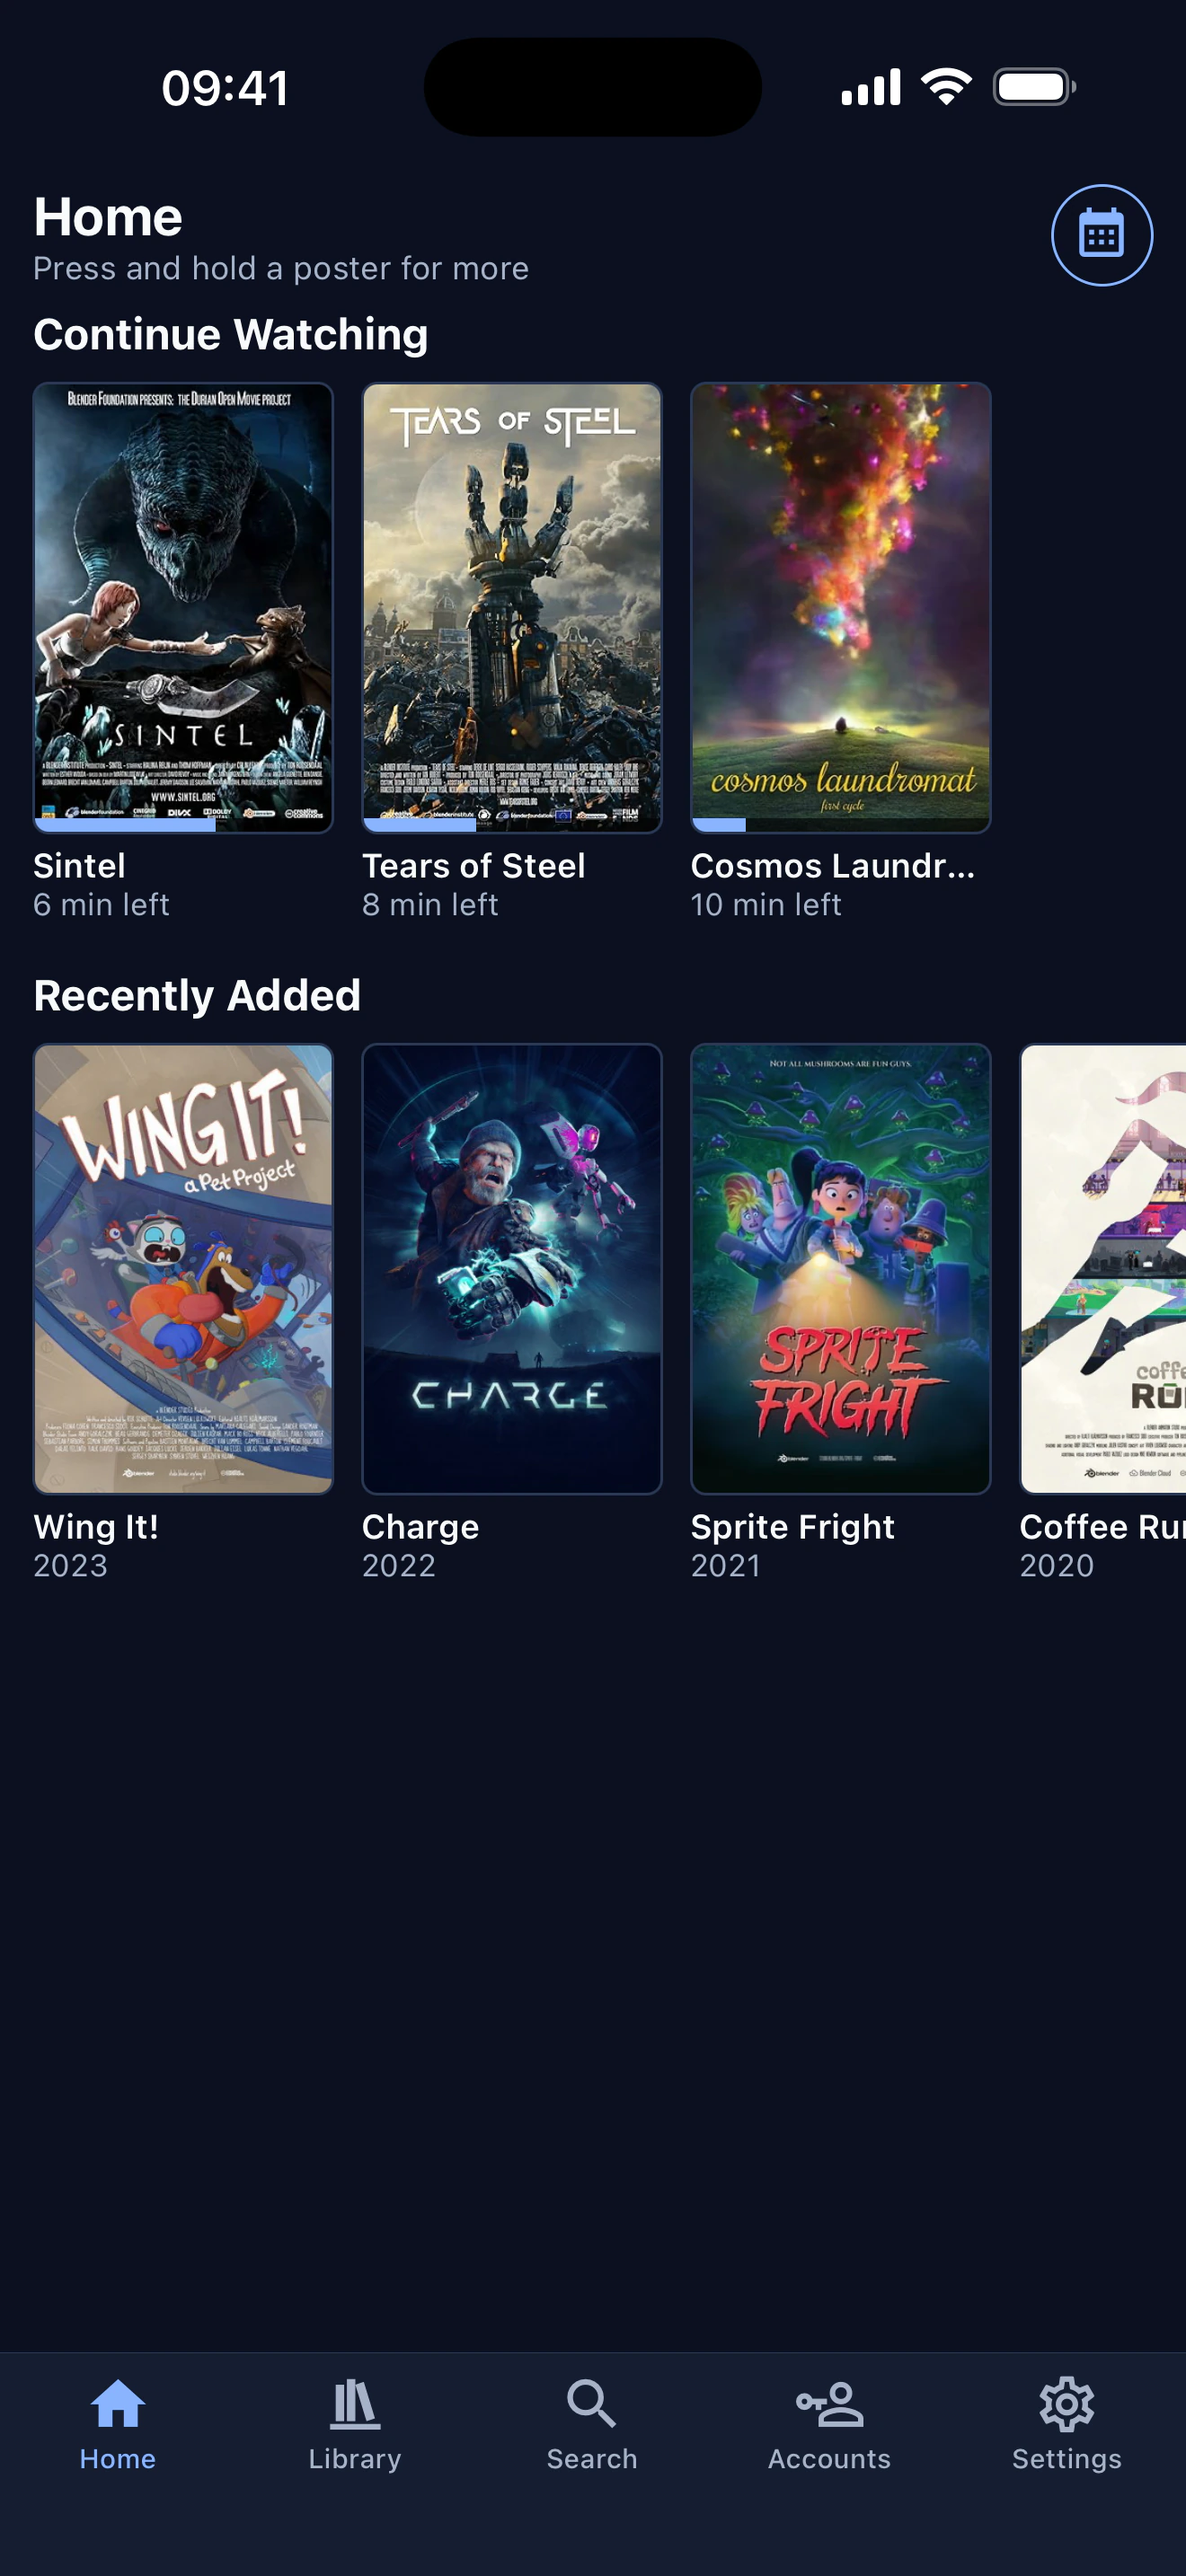 09:41
Home
Press and hold a poster for more
Continue Watching
BLENDER FOUNDATION PRESENTS: THE DURIAN OPEN MOVIE PROJECT
SINTEL
WWW.SINTEL.ORG
TEARS OF STEEL
cosmos laundromat
first cycle
Sintel
6 min left
Tears of Steel
8 min left
Cosmos Laundr...
10 min left
Recently Added
WING IT!
a Pet Project
CHARGE
NOT ALL MUSHROOMS ARE FUN GUYS.
SPRITE
FRIGHT
Wing It!
2023
Charge
2022
Sprite Fright
2021
Coffee Ru
2020
Home
Library
Search
Accounts
Settings